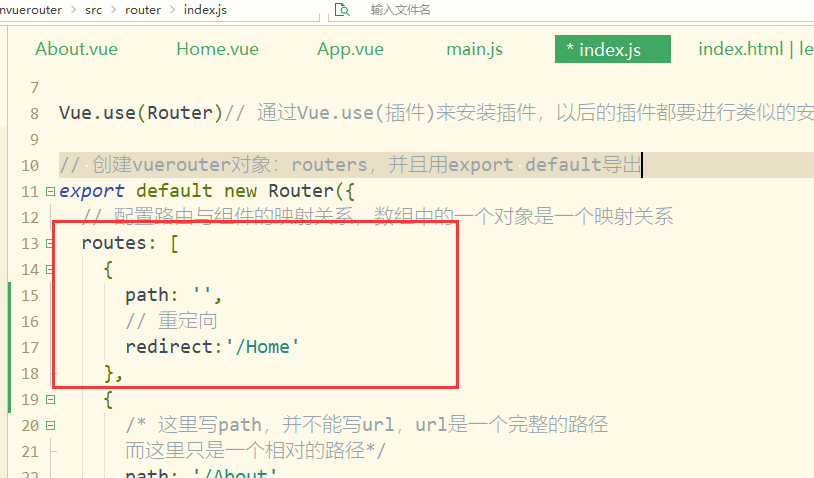 nvuerouter > src > router > index.js 输入文件名
About.vue Home.vue App.vue main.js * index.js index.html | le
7
8 Vue.use(Router)// 通过Vue.use(插件)来安装插件，以后的插件都要进行类似的安
9
10 // 创建vuerouter对象：routers，并且用export default导出
11 export default new Router({
12 // 配置路由与组件的映射关系，数组中的一个对象是一个映射关系
13 routes: [
14 {
15 path: '',
16 // 重定向
17 redirect:'/Home'
18 },
19 {
20 /* 这里写path，并不能写url，url是一个完整的路径
21 而这里只是一个相对的路径*/
22 path: '/About'